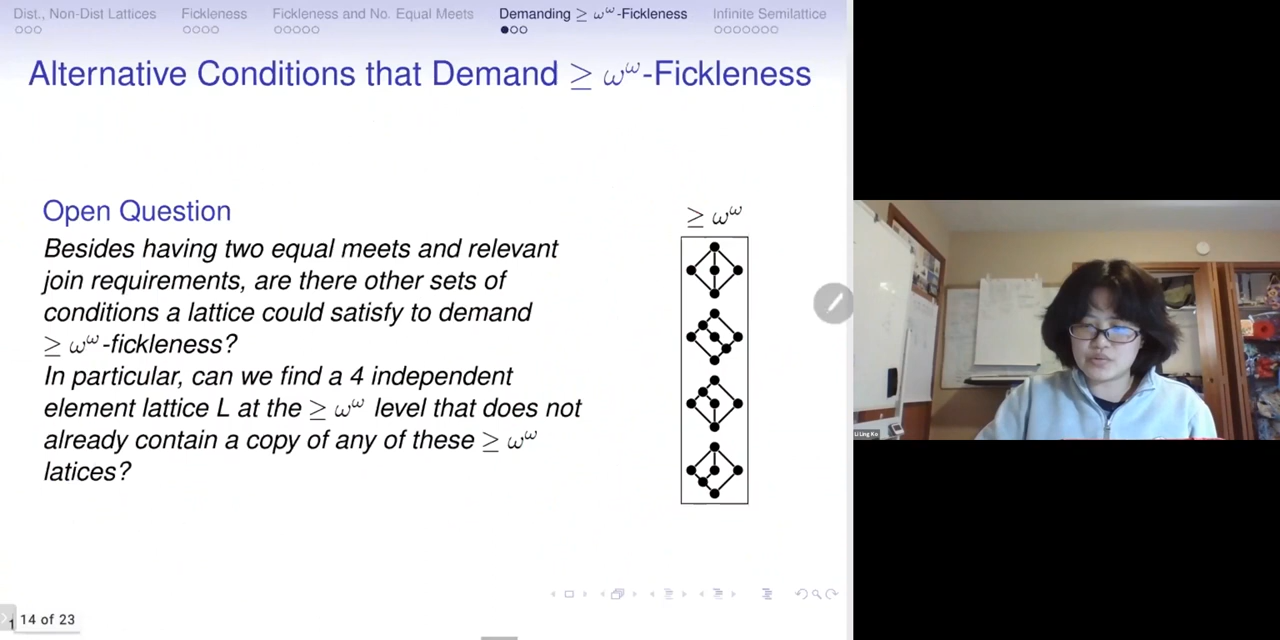 Dist., Non-Dist Lattices
Fickleness
Fickleness and No. Equal Meets
Demanding ≥ ω^ω-Fickleness
Infinite Semilattice
Alternative Conditions that Demand ≥ ω^ω-Fickleness
Open Question
Besides having two equal meets and relevant
join requirements, are there other sets of
conditions a lattice could satisfy to demand
≥ ω^ω-fickleness?
In particular, can we find a 4 independent
element lattice L at the ≥ ω^ω level that does not
already contain a copy of any of these ≥ ω^ω
latices?
≥ ω^ω
14 of 23
Li Ling Ko